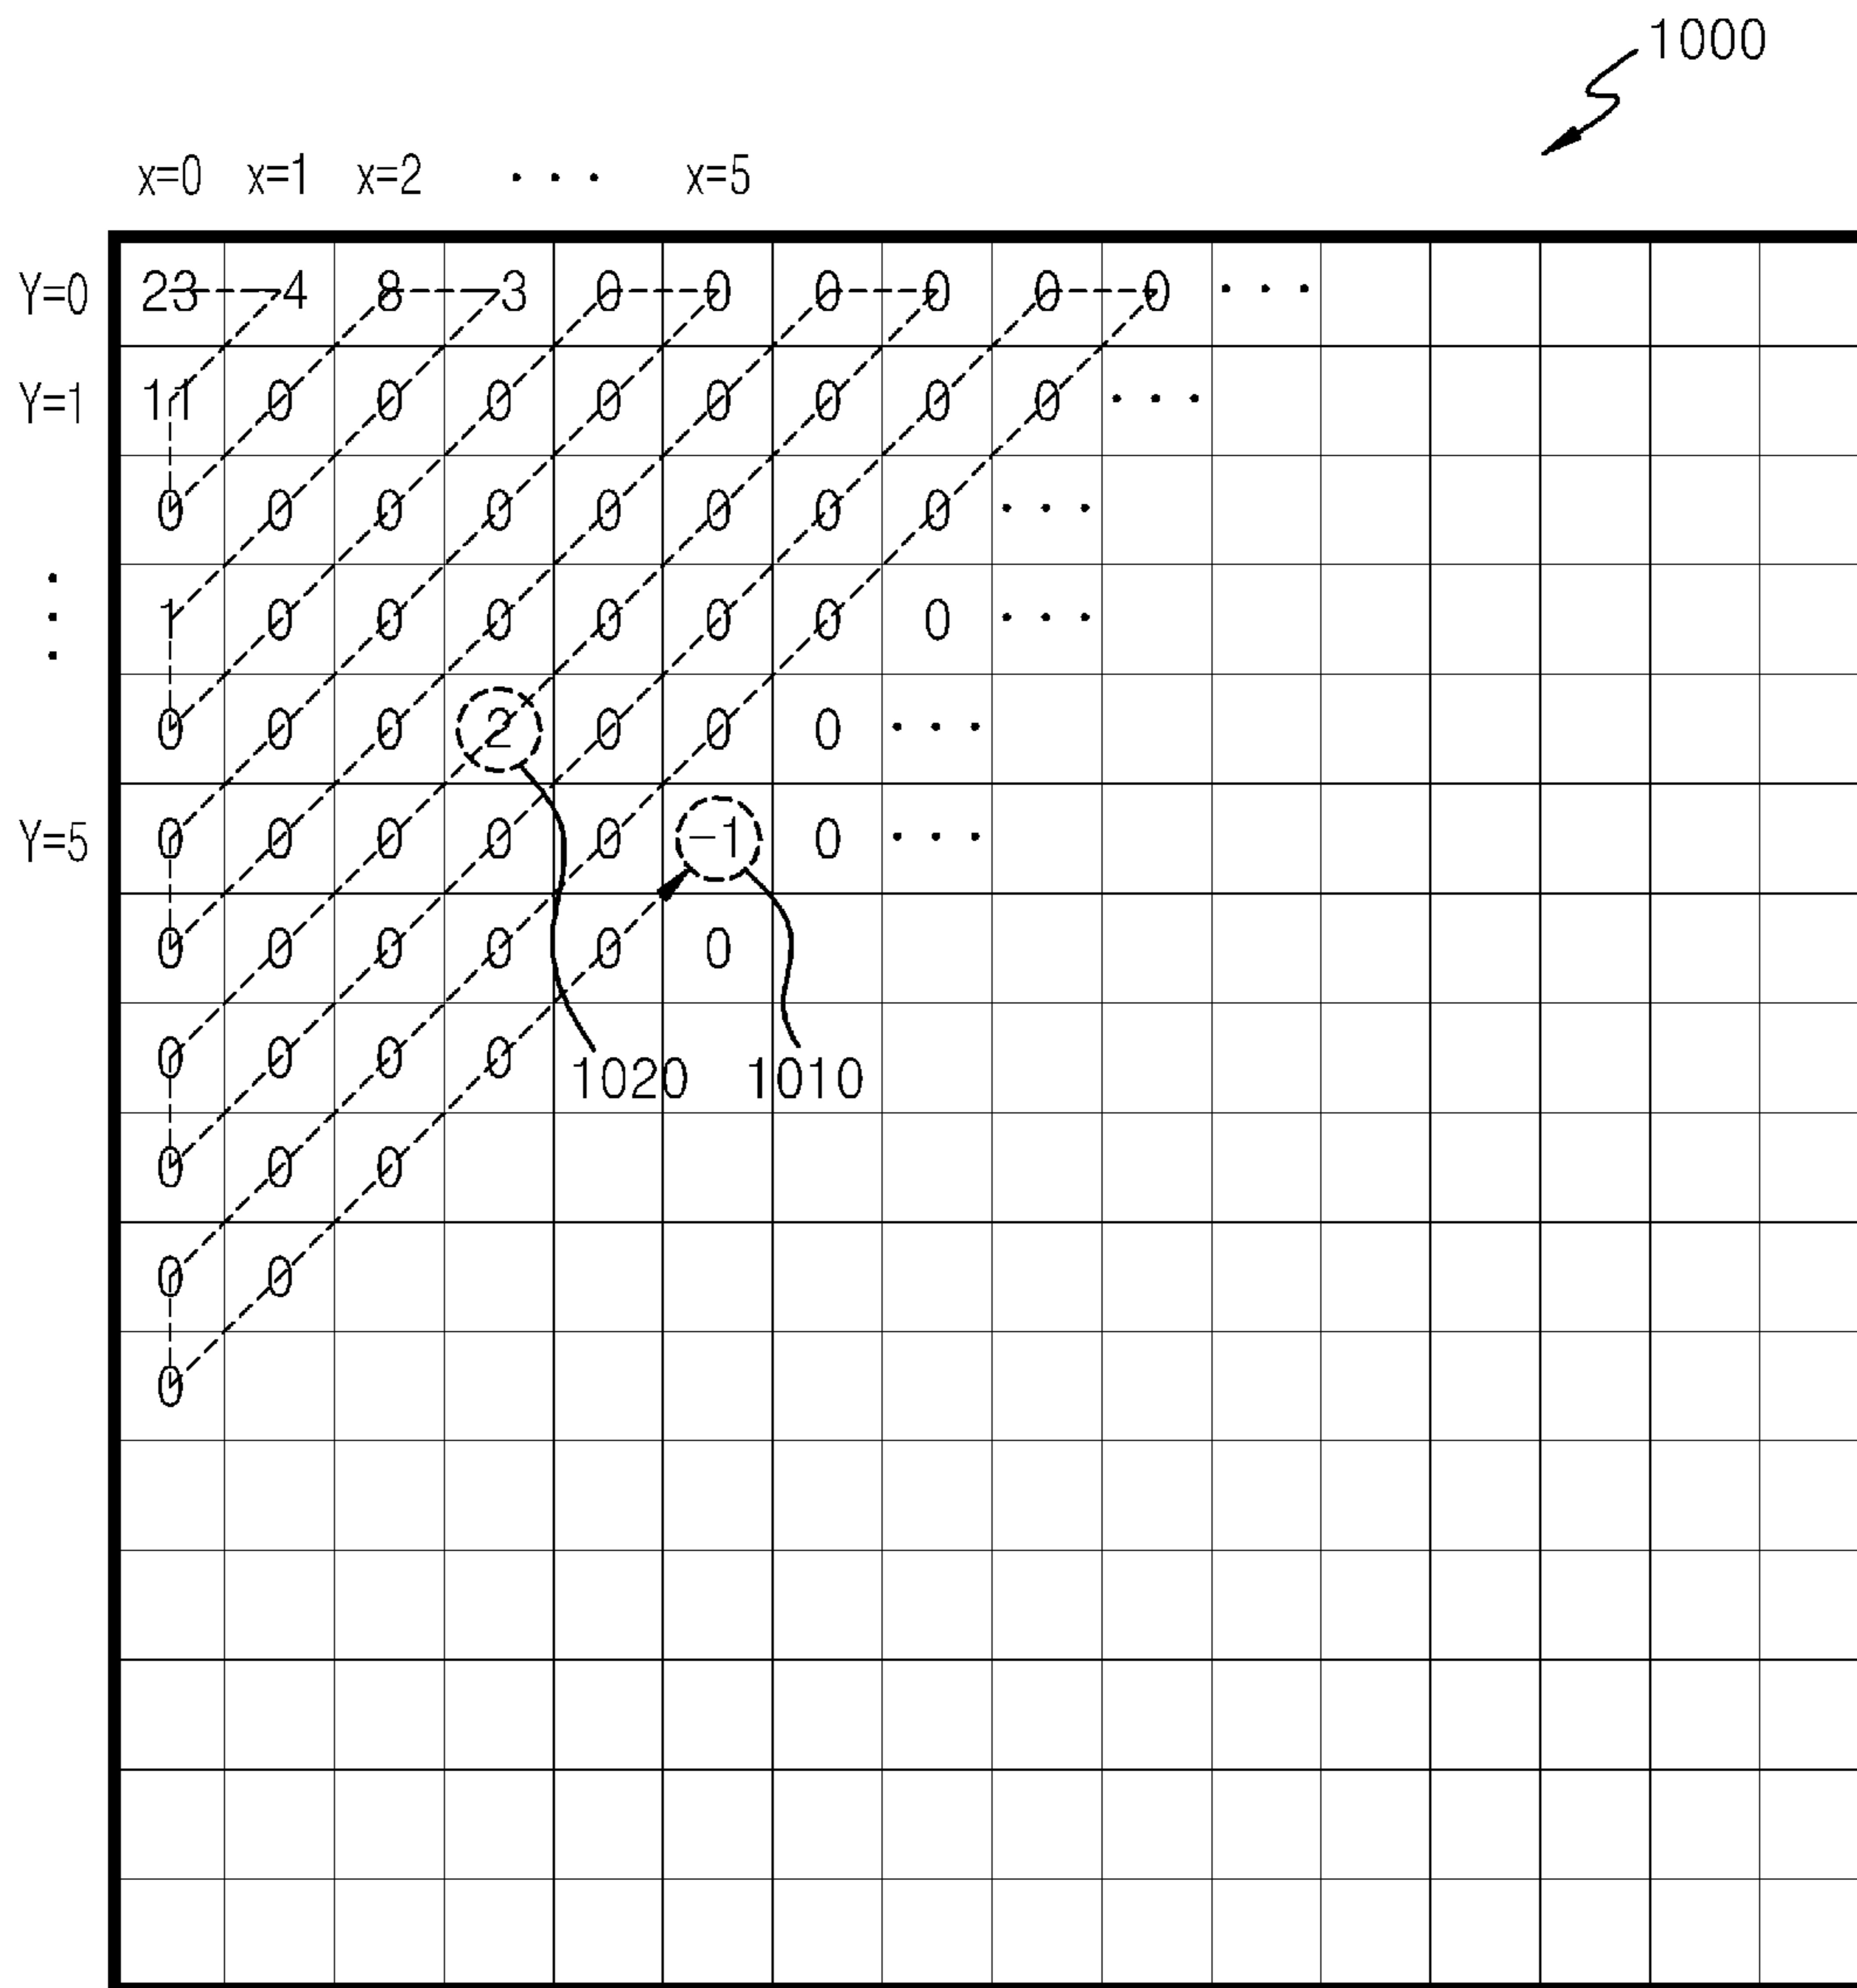 1000
x=0 x=1 x=2 ... x=5
Y=0 23 4 8 3 0 0 0 0 0 0 ...
Y=1 11 0 0 0 0 0 0 0 0 ...
0 0 0 0 0 0 0 0 ...
1 0 0 0 0 0 0 0 ...
0 0 0 2 0 0 0 ...
Y=5 0 0 0 0 0 -1 0 ...
0 0 0 0 0 0
0 0 0 0
1020 1010
0 0 0
0 0
0